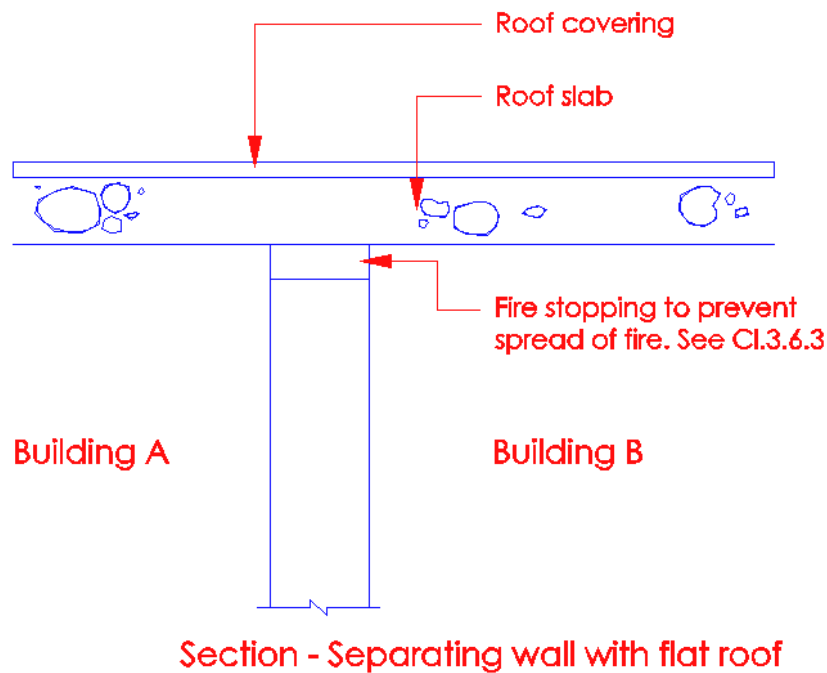 Roof covering
Roof slab
Fire stopping to prevent
spread of fire. See Cl.3.6.3
Building A
Building B
Section - Separating wall with flat roof